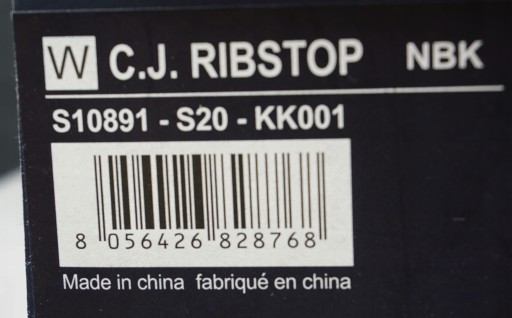 W C.J. RIBSTOP NBK
S10891 - S20 - KK001
8 056426 828768
Made in china fabriqué en china